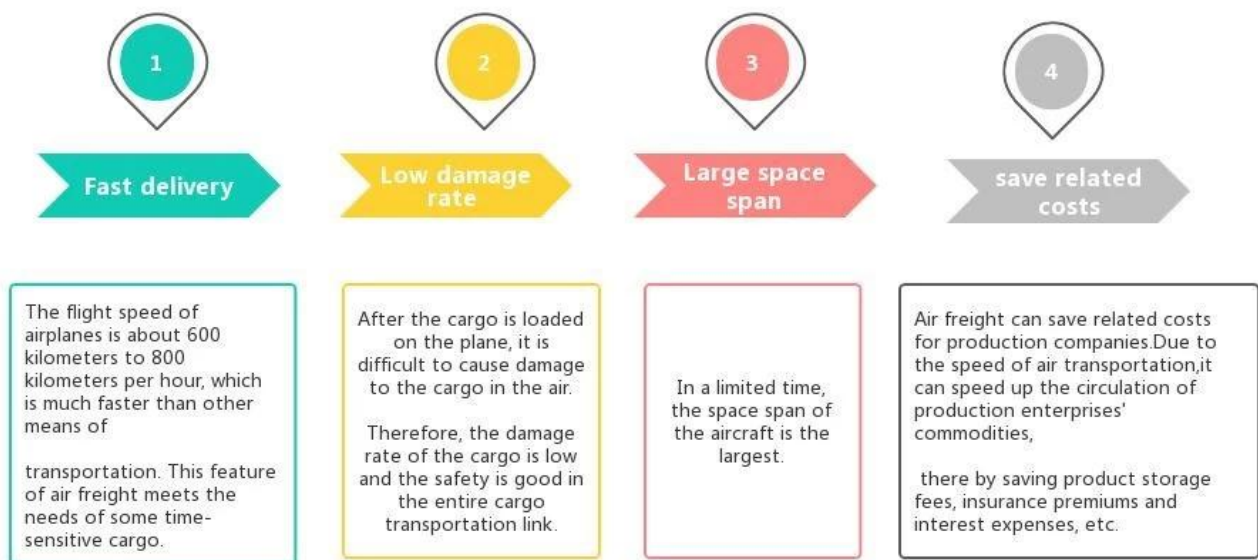 1
Fast delivery
The flight speed of
airplanes is about 600
kilometers to 800
kilometers per hour, which
is much faster than other
means of
transportation. This feature
of air freight meets the
needs of some time-
sensitive cargo.
2
Low damage
rate
After the cargo is loaded
on the plane, it is
difficult to cause damage
to the cargo in the air.
Therefore, the damage
rate of the cargo is low
and the safety is good in
the entire cargo
transportation link.
3
Large space
span
In a limited time,
the space span of
the aircraft is the
largest.
4
save related
costs
Air freight can save related costs
for production companies.Due to
the speed of air transportation,it
can speed up the circulation of
production enterprises'
commodities,
there by saving product storage
fees, insurance premiums and
interest expenses, etc.